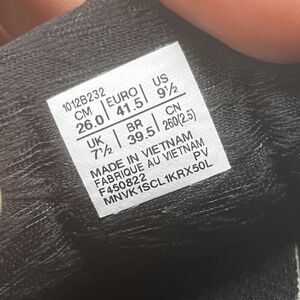 1012B232
CM EURO US
26.0 41.5 9½
UK BR CN
7½ 39.5 260(2.5)
MADE IN VIETNAM
FABRIQUE AU VIETNAM
F450822 PV
MNVK1SCL1KRX50L